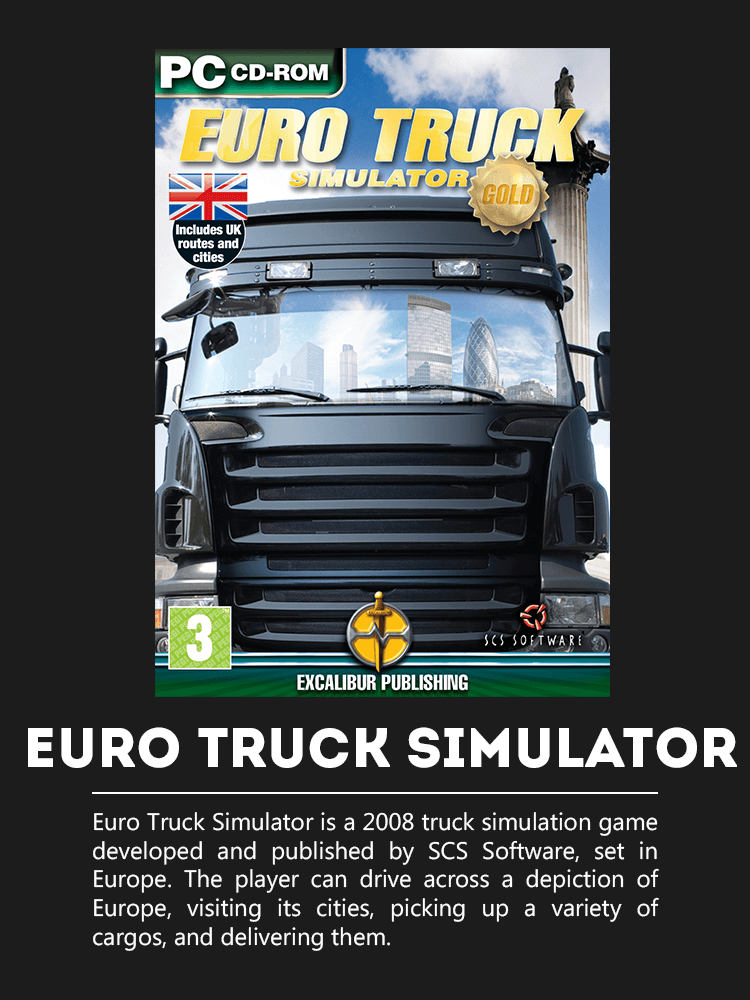 PC CD-ROM
EURO TRUCK
SIMULATOR
GOLD
Includes UK
routes and
cities
3
SCS SOFTWARE
EXCALIBUR PUBLISHING
EURO TRUCK SIMULATOR
Euro Truck Simulator is a 2008 truck simulation game
developed and published by SCS Software, set in
Europe. The player can drive across a depiction of
Europe, visiting its cities, picking up a variety of
cargos, and delivering them.